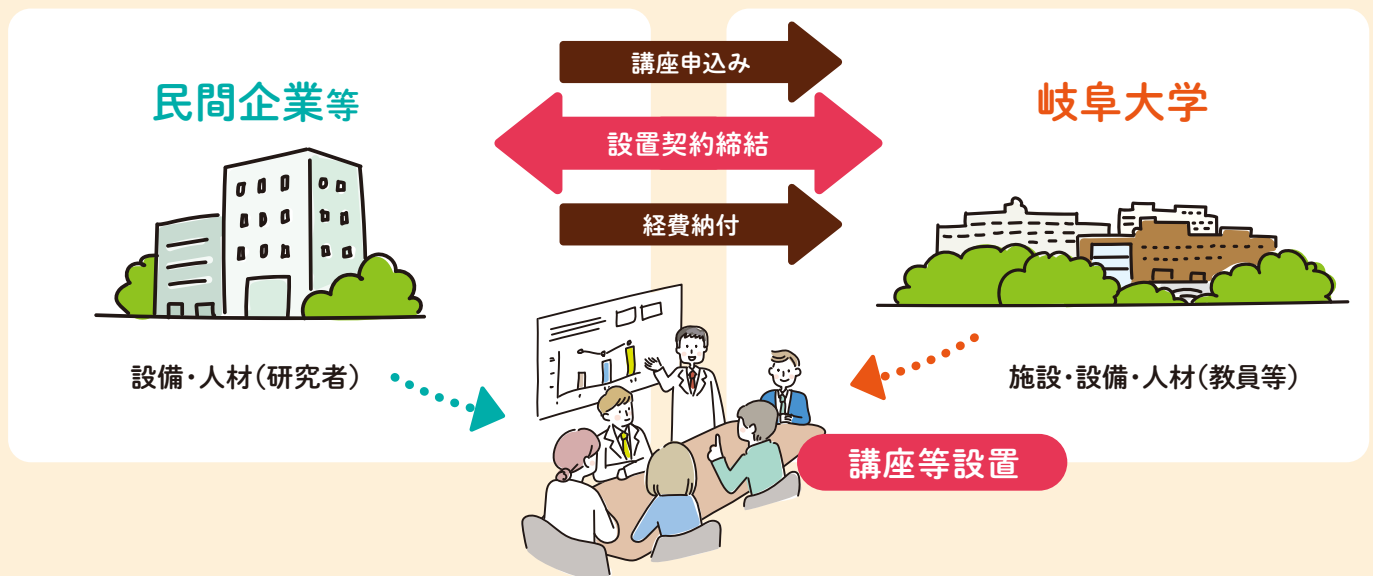 講座申込み
民間企業等
岐阜大学
設置契約締結
経費納付
設備・人材(研究者)
施設・設備・人材(教員等)
講座等設置